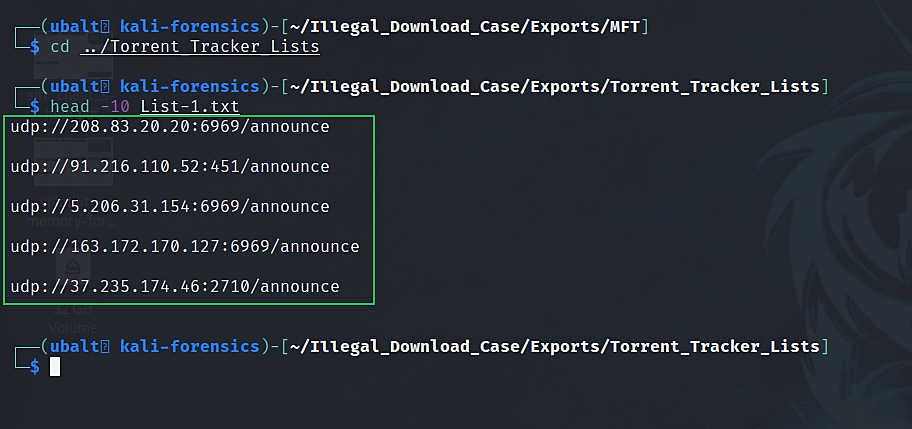 ┌──(ubalt㉿ kali-forensics)-[~/Illegal_Download_Case/Exports/MFT]
└─$ cd ../Torrent_Tracker_Lists
┌──(ubalt㉿ kali-forensics)-[~/Illegal_Download_Case/Exports/Torrent_Tracker_Lists]
└─$ head -10 List-1.txt
udp://208.83.20.20:6969/announce
udp://91.216.110.52:451/announce
udp://5.206.31.154:6969/announce
memory-for...
udp://163.172.170.127:6969/announce
udp://37.235.174.46:2710/announce
32 GB
Volume
┌──(ubalt㉿ kali-forensics)-[~/Illegal_Download_Case/Exports/Torrent_Tracker_Lists]
└─$